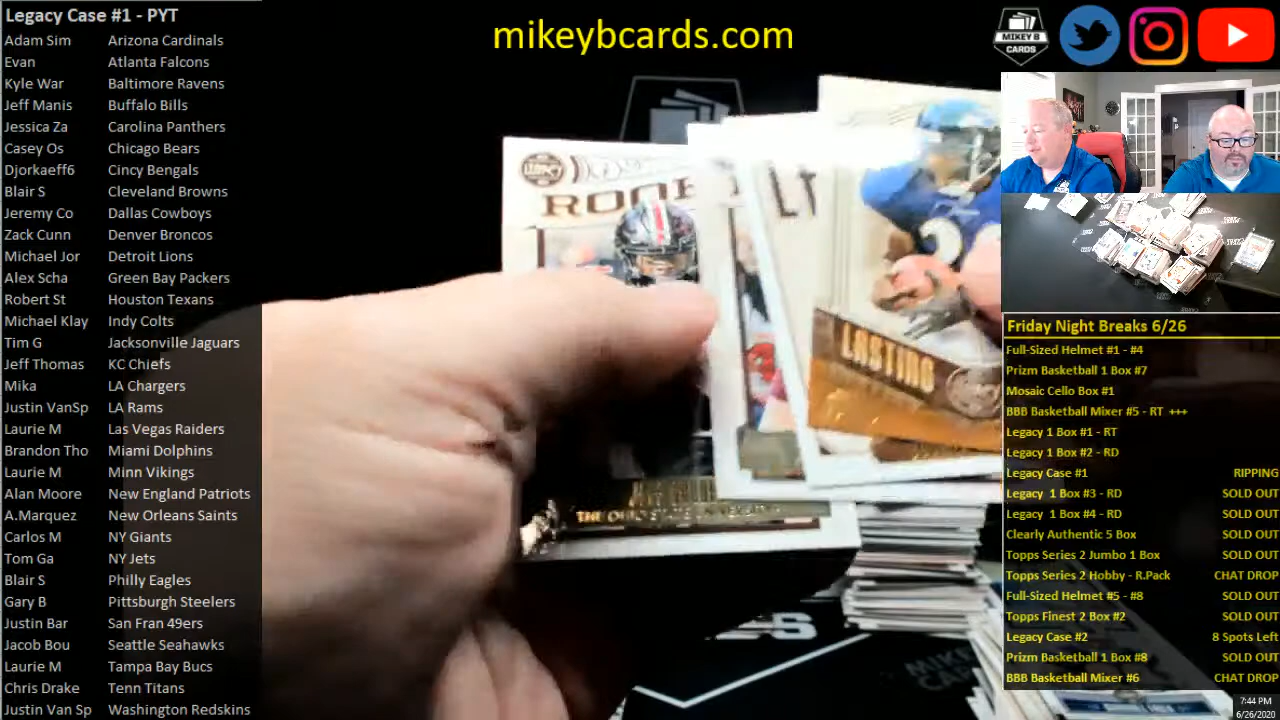 Legacy Case #1 - PYT
Adam Sim Arizona Cardinals
Evan Atlanta Falcons
Kyle War Baltimore Ravens
Jeff Manis Buffalo Bills
Jessica Za Carolina Panthers
Casey Os Chicago Bears
Djorkaeff6 Cincy Bengals
Blair S Cleveland Browns
Jeremy Co Dallas Cowboys
Zack Cunn Denver Broncos
Michael Jor Detroit Lions
Alex Scha Green Bay Packers
Robert St Houston Texans
Michael Klay Indy Colts
Tim G Jacksonville Jaguars
Jeff Thomas KC Chiefs
Mika LA Chargers
Justin VanSp LA Rams
Laurie M Las Vegas Raiders
Brandon Tho Miami Dolphins
Laurie M Minn Vikings
Alan Moore New England Patriots
A.Marquez New Orleans Saints
Carlos M NY Giants
Tom Ga NY Jets
Blair S Philly Eagles
Gary B Pittsburgh Steelers
Justin Bar San Fran 49ers
Jacob Bou Seattle Seahawks
Laurie M Tampa Bay Bucs
Chris Drake Tenn Titans
Justin Van Sp Washington Redskins
mikeybcards.com
MIKEY B
CARDS
LASTING
THE OHIO STATE
Friday Night Breaks 6/26
Full-Sized Helmet #1 - #4
Prizm Basketball 1 Box #7
Mosaic Cello Box #1
BBB Basketball Mixer #5 - RT +++
Legacy 1 Box #1 - RT
Legacy 1 Box #2 - RD
Legacy Case #1 RIPPING
Legacy 1 Box #3 - RD SOLD OUT
Legacy 1 Box #4 - RD SOLD OUT
Clearly Authentic 5 Box SOLD OUT
Topps Series 2 Jumbo 1 Box SOLD OUT
Topps Series 2 Hobby - R.Pack CHAT DROP
Full-Sized Helmet #5 - #8 SOLD OUT
Topps Finest 2 Box #2 SOLD OUT
Legacy Case #2 8 Spots Left
Prizm Basketball 1 Box #8 SOLD OUT
BBB Basketball Mixer #6 CHAT DROP
7:44 PM
6/26/2020